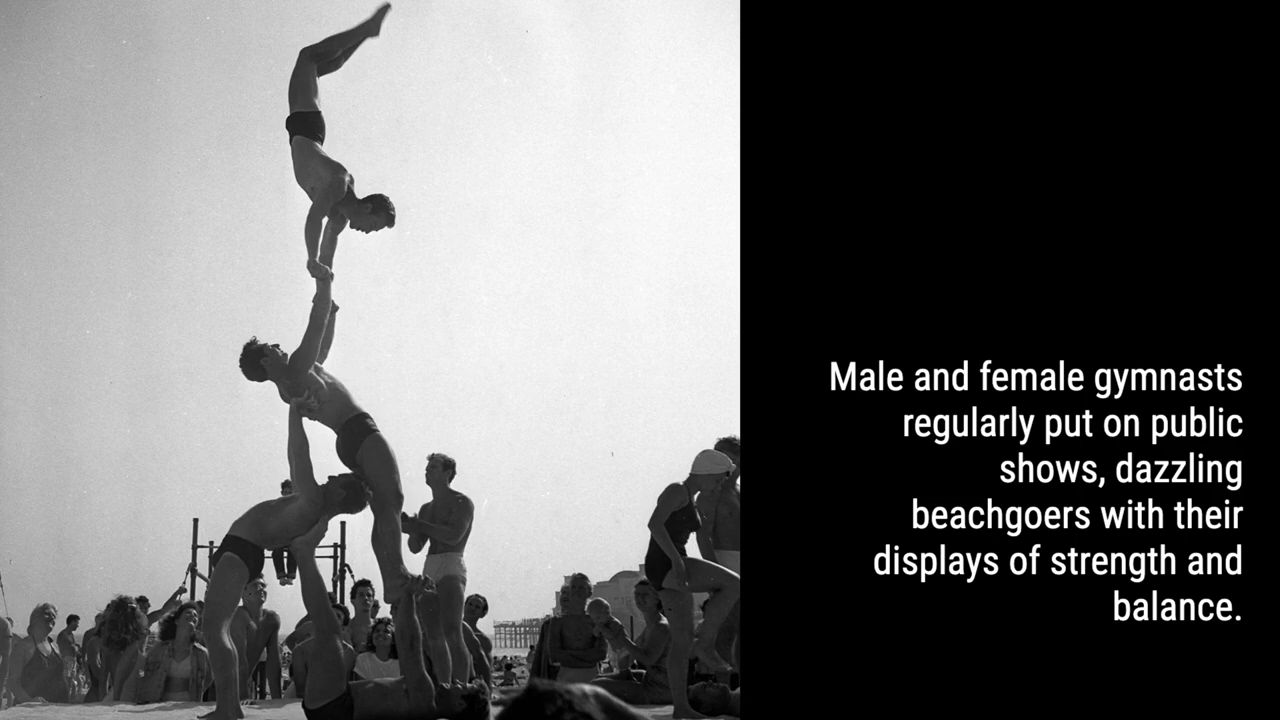 Male and female gymnasts
regularly put on public
shows, dazzling
beachgoers with their
displays of strength and
balance.